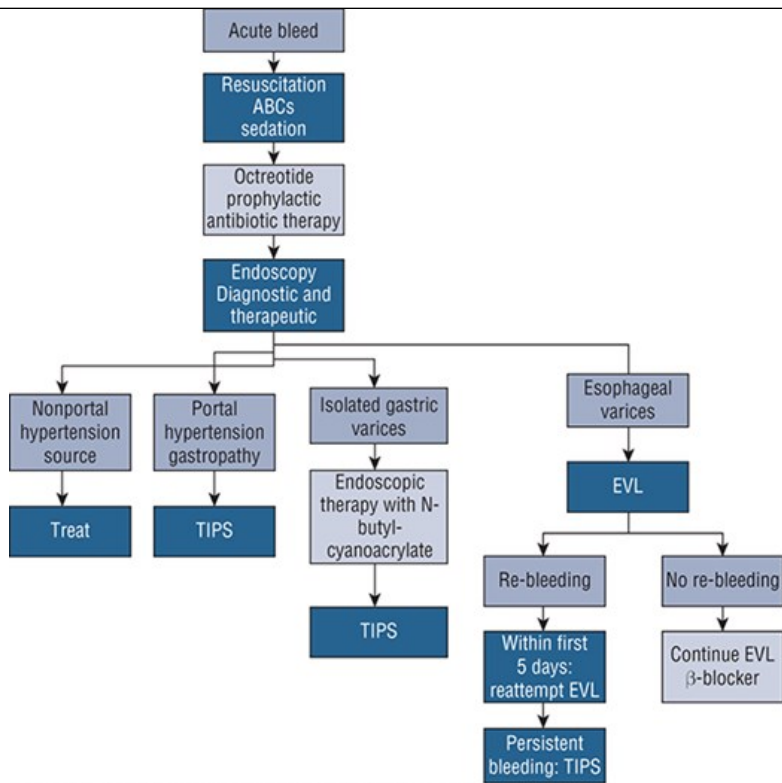 Acute bleed
Resuscitation
ABCs
sedation
Octreotide
prophylactic
antibiotic therapy
Endoscopy
Diagnostic and
therapeutic
Nonportal
hypertension
source
Treat
Portal
hypertension
gastropathy
TIPS
Isolated gastric
varices
Endoscopic
therapy with N-
butyl-
cyanoacrylate
TIPS
Esophageal
varices
EVL
Re-bleeding
Within first
5 days:
reattempt EVL
Persistent
bleeding: TIPS
No re-bleeding
Continue EVL
β-blocker